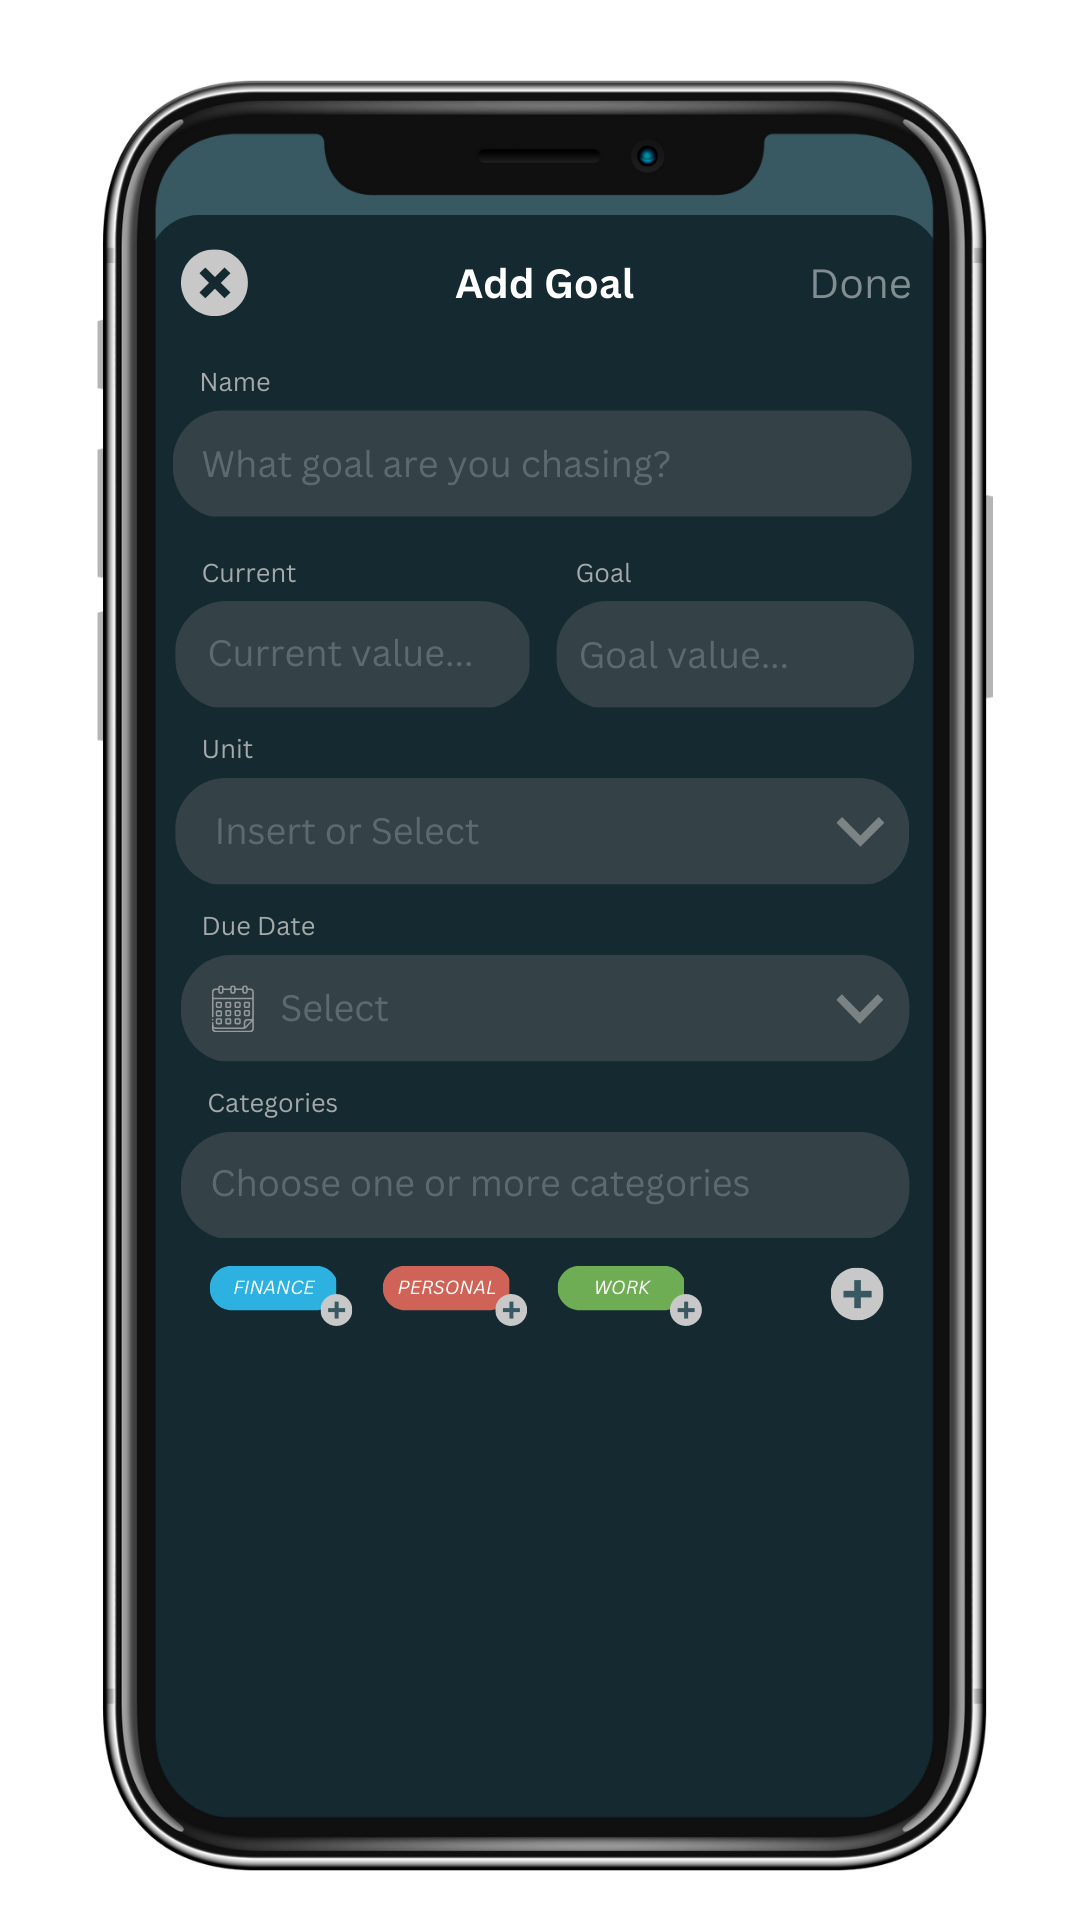 Add Goal
Done
Name
What goal are you chasing?
Current
Goal
Current value...
Goal value...
Unit
Insert or Select
Due Date
Select
Categories
Choose one or more categories
FINANCE
PERSONAL
WORK